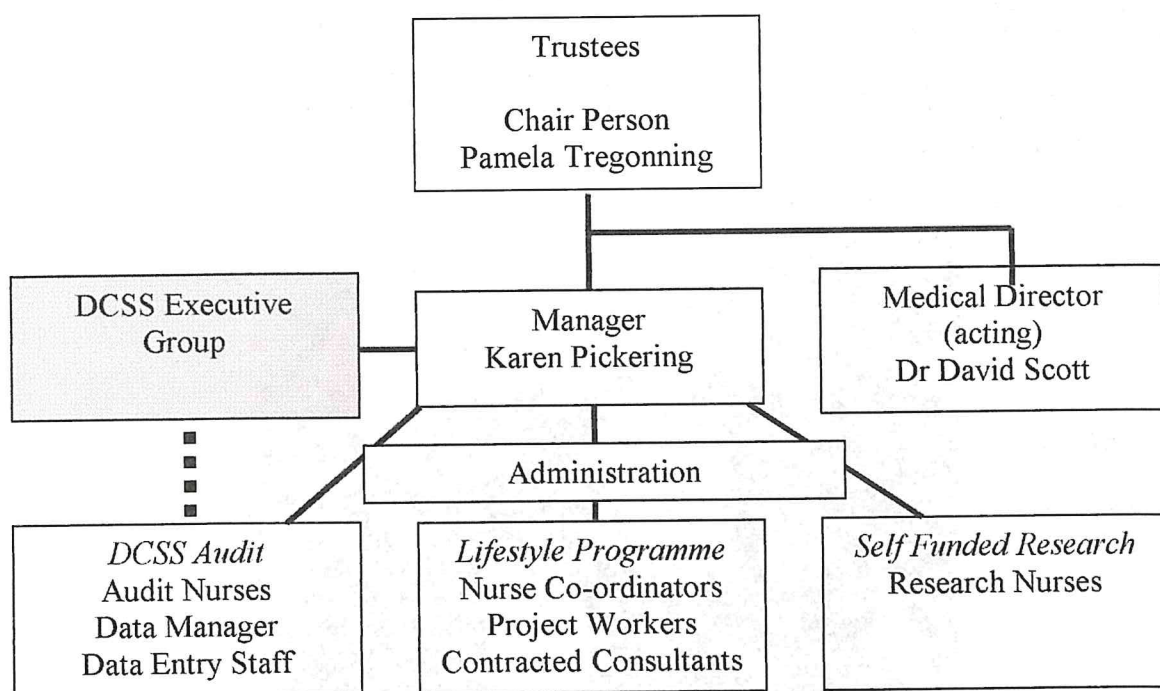 Trustees
Chair Person
Pamela Tregonning
DCSS Executive
Group
Manager
Karen Pickering
Medical Director
(acting)
Dr David Scott
Administration
DCSS Audit
Audit Nurses
Data Manager
Data Entry Staff
Lifestyle Programme
Nurse Co-ordinators
Project Workers
Contracted Consultants
Self Funded Research
Research Nurses